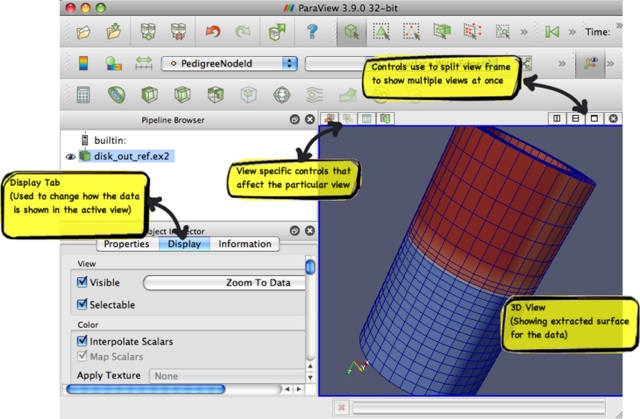 ParaView 3.9.0 32-bit
Time:
PedigreeNodeId
Controls use to split view frame
to show multiple views at once
Pipeline Browser
builtin:
disk_out_ref.ex2
View specific controls that
affect the particular view
Display Tab
(Used to change how the data
is shown in the active view)
ject Inspector
Properties
Display
Information
View
Visible
Zoom To Data
Selectable
Color
Interpolate Scalars
Map Scalars
Apply Texture
None
3D View
(Showing extracted surface
for the data)